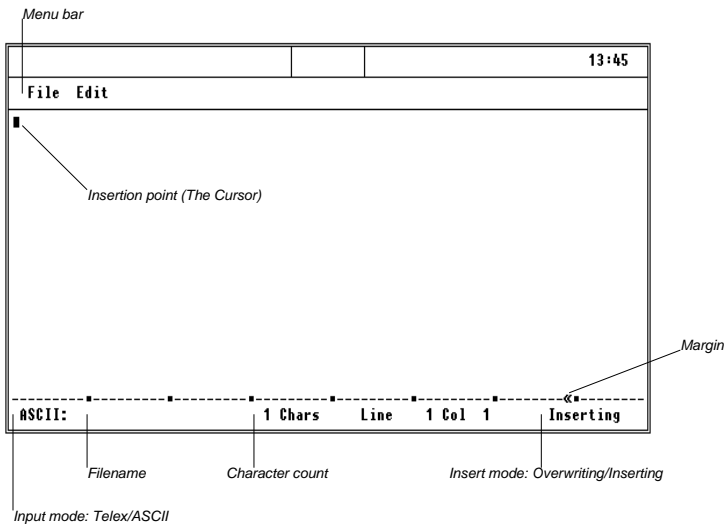 Menu bar
13:45
File Edit
Insertion point (The Cursor)
Margin
«
ASCII: 1 Chars Line 1 Col 1 Inserting
Filename Character count Insert mode: Overwriting/Inserting
Input mode: Telex/ASCII